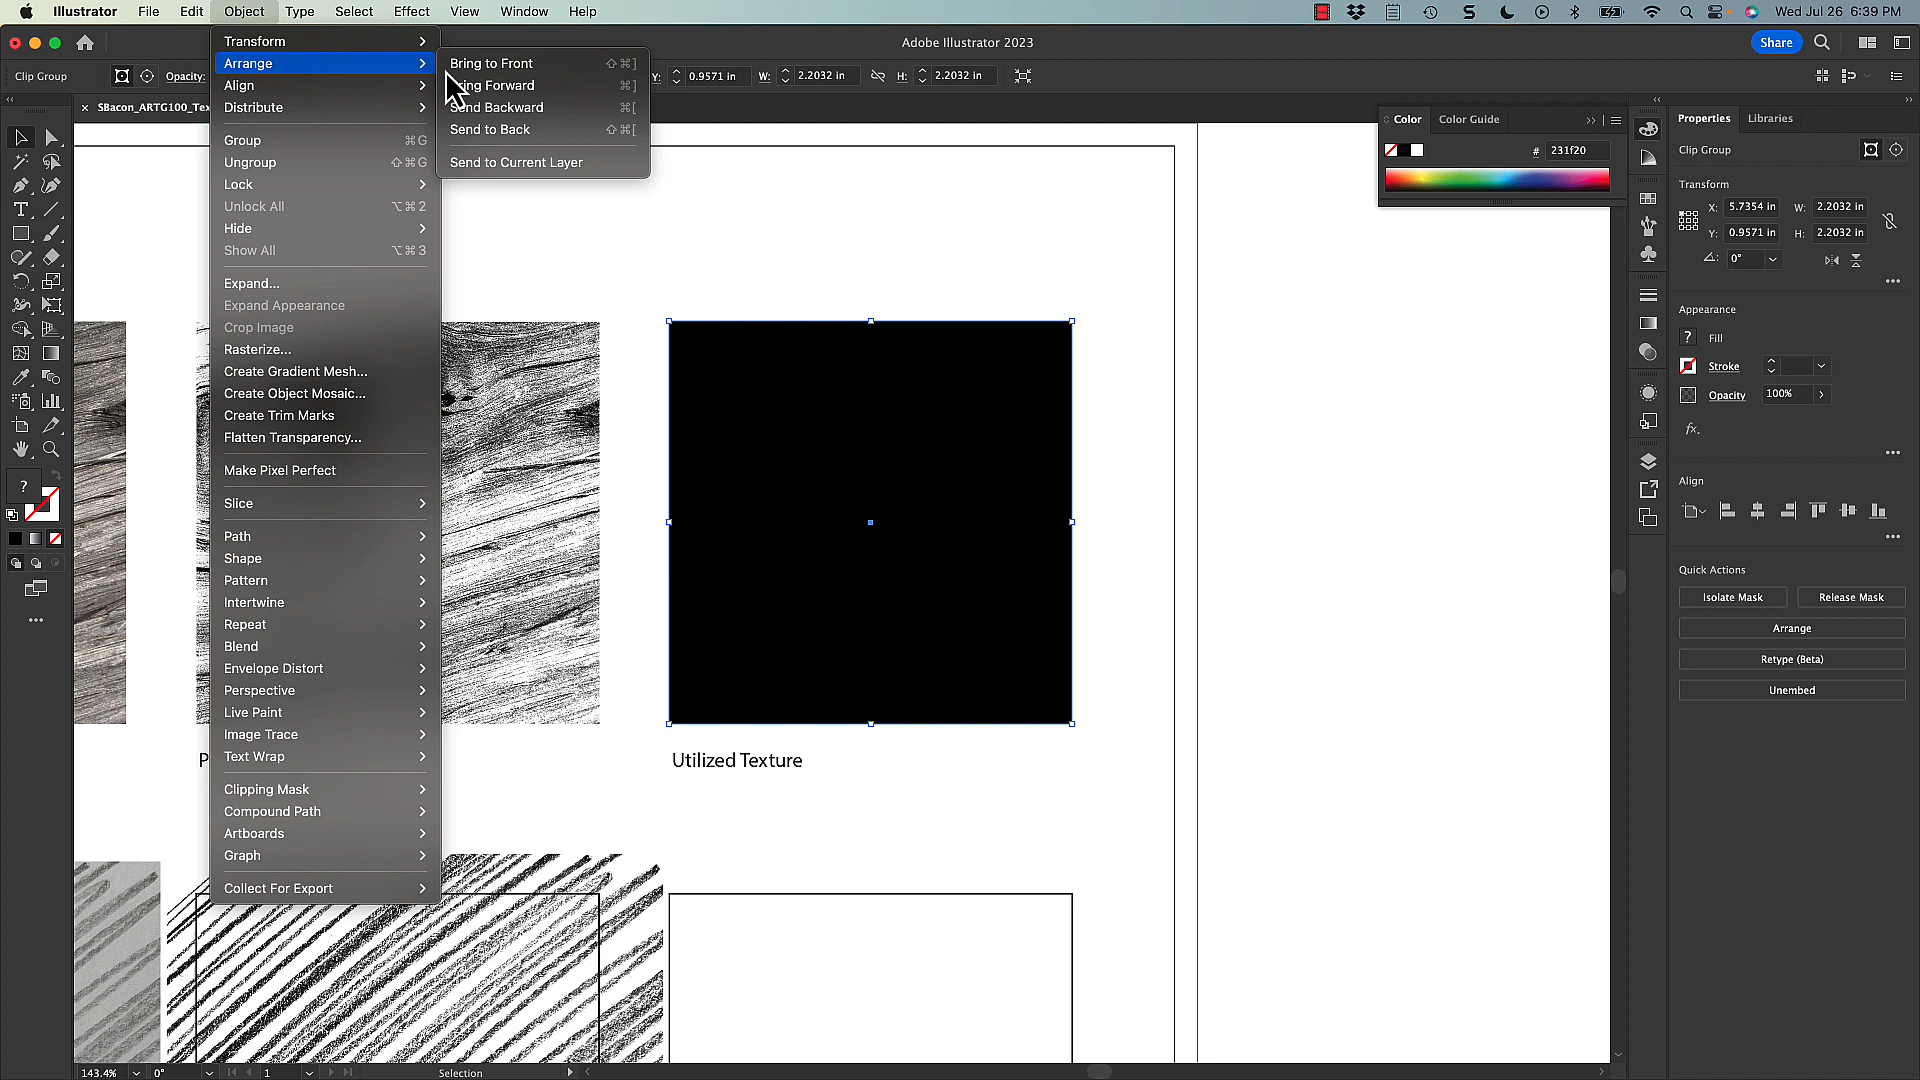 Illustrator File Edit Object Type Select Effect View Window Help Wed Jul 26 6:39 PM
Adobe Illustrator 2023
Share
Clip Group Opacity: Y: 0.9571 in W: 2.2032 in H: 2.2032 in
× SBacon_ARTG100_Tex
Transform
Arrange
Align
Distribute
Group ⌘G
Ungroup ⇧⌘G
Lock
Unlock All ⌥⌘2
Hide
Show All ⌥⌘3
Expand...
Expand Appearance
Crop Image
Rasterize...
Create Gradient Mesh...
Create Object Mosaic...
Create Trim Marks
Flatten Transparency...
Make Pixel Perfect
Slice
Path
Shape
Pattern
Intertwine
Repeat
Blend
Envelope Distort
Perspective
Live Paint
Image Trace
Text Wrap
Clipping Mask
Compound Path
Artboards
Graph
Collect For Export
Bring to Front ⇧⌘]
ing Forward ⌘]
end Backward ⌘[
Send to Back ⇧⌘[
Send to Current Layer
P
Utilized Texture
Color Color Guide
# 231f20
Properties Libraries
Clip Group
Transform
X: 5.7354 in W: 2.2032 in
Y: 0.9571 in H: 2.2032 in
0°
Appearance
? Fill
Stroke
Opacity 100%
fx.
Align
Quick Actions
Isolate Mask Release Mask
Arrange
Retype (Beta)
Unembed
?
143.4% 0° 1 Selection